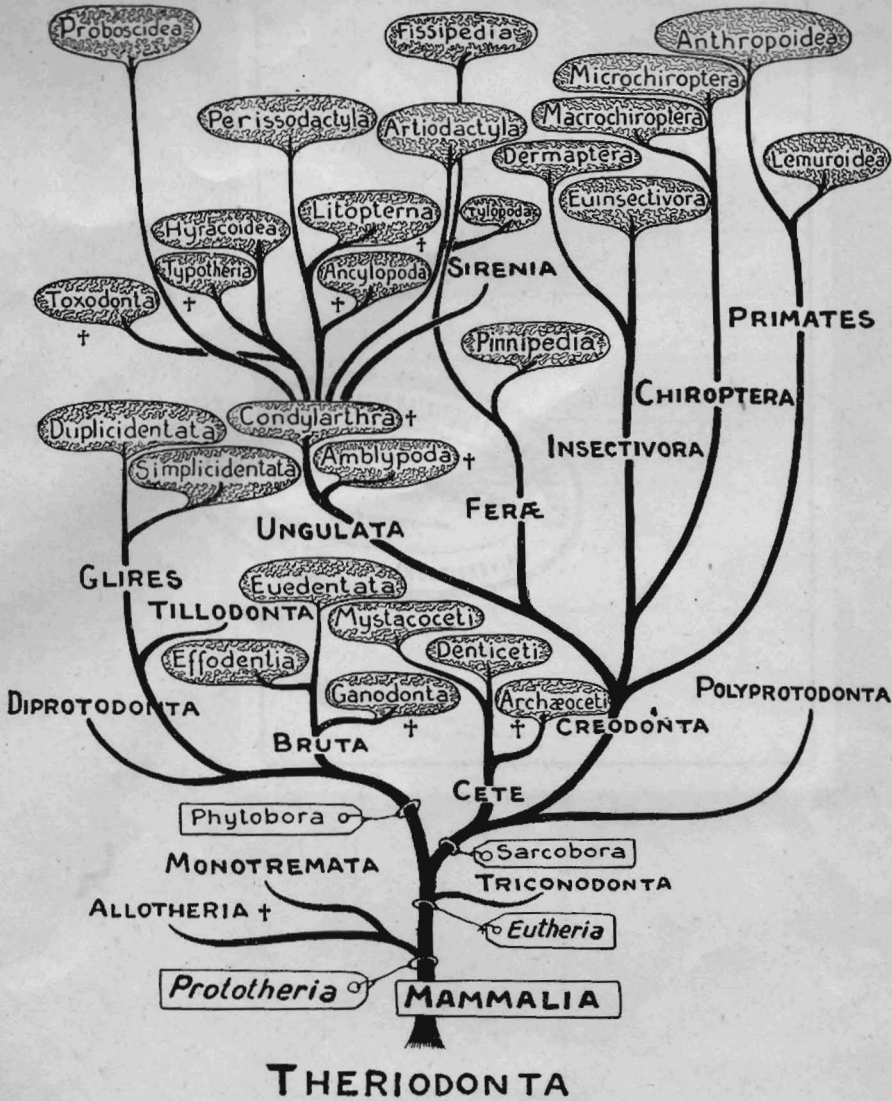 Proboscidea
Fissipedia
Anthropoidea
Microchiroptera
Perissodactyla
Artiodactyla
Macrochiroptera
Dermaptera
Lemuroidea
Euinsectivora
Litopterna †
Tylopoda
Hyracoidea
Typotheria †
Ancylopoda †
SIRENIA
Toxodonta †
PRIMATES
Pinnipedia
CHIROPTERA
Condylarthra †
Duplicidentata
INSECTIVORA
Simplicidentata
Amblypoda †
FERÆ
UNGULATA
GLIRES
Euedentata
TILLODONTA
Mystacoceti
Denticeti
Effodentia
Ganodonta †
Archæoceti †
POLYPROTODONTA
DIPROTODONTA
CREODONTA
BRUTA
CETE
Phytobora
Sarcobora
MONOTREMATA
TRICONODONTA
ALLOTHERIA †
Eutheria
Prototheria
MAMMALIA
THERIODONTA